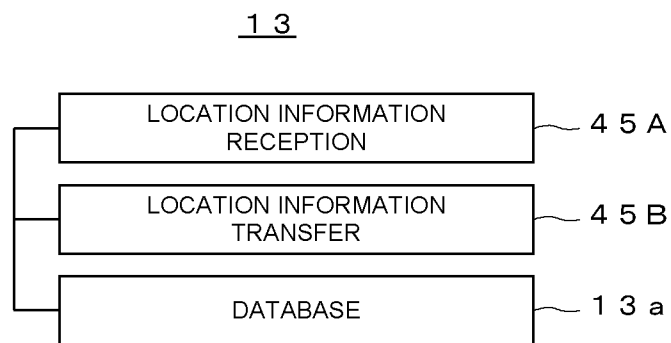 13
LOCATION INFORMATION
RECEPTION
45A
LOCATION INFORMATION
TRANSFER
45B
DATABASE
13a